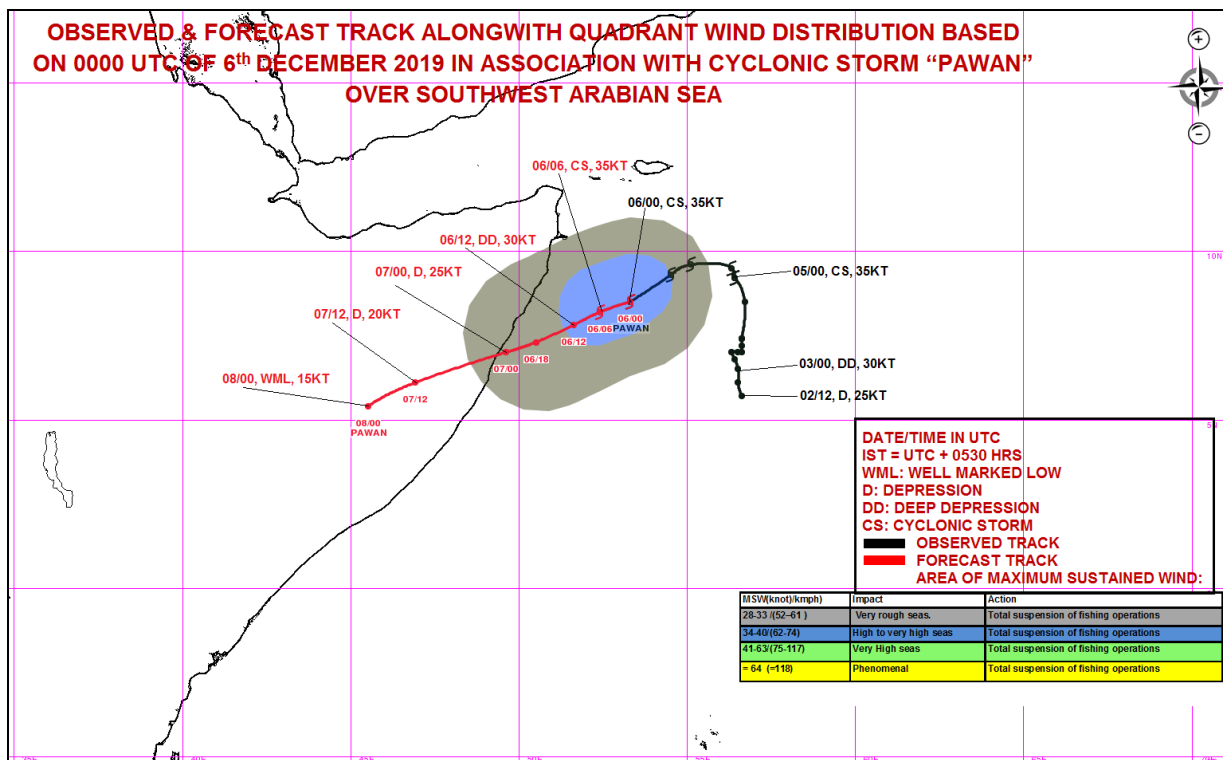 OBSERVED & FORECAST TRACK ALONGWITH QUADRANT WIND DISTRIBUTION BASED
ON 0000 UTC OF 6th DECEMBER 2019 IN ASSOCIATION WITH CYCLONIC STORM “PAWAN”
OVER SOUTHWEST ARABIAN SEA
06/06, CS, 35KT
06/00, CS, 35KT
06/12, DD, 30KT
10N
07/00, D, 25KT
05/00, CS, 35KT
07/12, D, 20KT
06/00
06/06 PAWAN
06/12
06/18
07/00
03/00, DD, 30KT
08/00, WML, 15KT
07/12
02/12, D, 25KT
08/00
PAWAN
5N
DATE/TIME IN UTC
IST = UTC + 0530 HRS
WML: WELL MARKED LOW
D: DEPRESSION
DD: DEEP DEPRESSION
CS: CYCLONIC STORM
OBSERVED TRACK
FORECAST TRACK
AREA OF MAXIMUM SUSTAINED WIND:
MSW(knot)/kmph) Impact Action
28-33 /(52–61 ) Very rough seas. Total suspension of fishing operations
34-40/(62-74) High to very high seas Total suspension of fishing operations
41-63/(75-117) Very High seas Total suspension of fishing operations
= 64 (=118) Phenomenal Total suspension of fishing operations